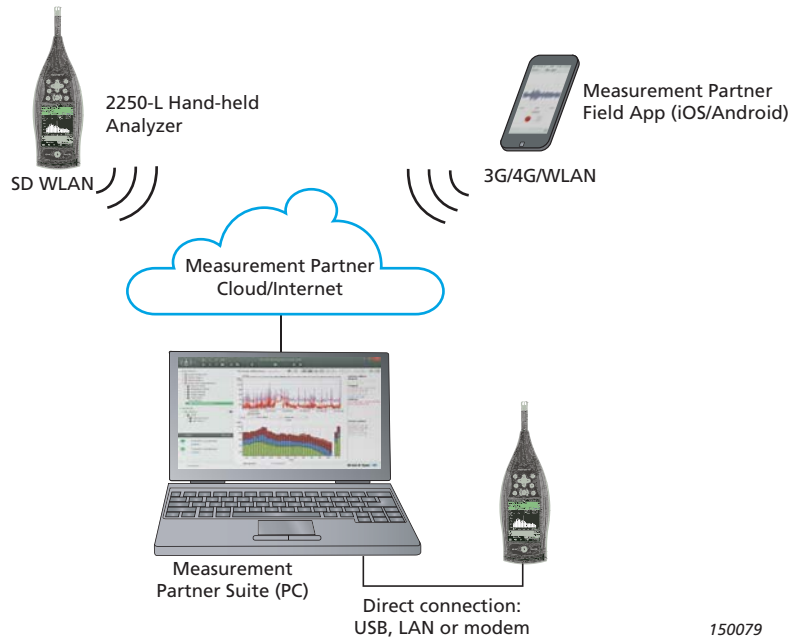 2250-L Hand-held
Analyzer
SD WLAN
Measurement Partner
Field App (iOS/Android)
3G/4G/WLAN
Measurement Partner
Cloud/Internet
Measurement
Partner Suite (PC)
Direct connection:
USB, LAN or modem
150079